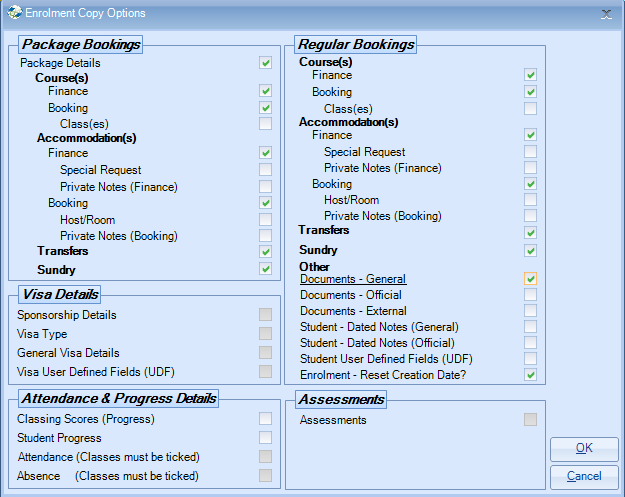 Enrolment Copy Options
Package Bookings
Package Details
Course(s)
Finance
Booking
Class(es)
Accommodation(s)
Finance
Special Request
Private Notes (Finance)
Booking
Host/Room
Private Notes (Booking)
Transfers
Sundry
Visa Details
Sponsorship Details
Visa Type
General Visa Details
Visa User Defined Fields (UDF)
Attendance & Progress Details
Classing Scores (Progress)
Student Progress
Attendance (Classes must be ticked)
Absence (Classes must be ticked)
Regular Bookings
Course(s)
Finance
Booking
Class(es)
Accommodation(s)
Finance
Special Request
Private Notes (Finance)
Booking
Host/Room
Private Notes (Booking)
Transfers
Sundry
Other
Documents - General
Documents - Official
Documents - External
Student - Dated Notes (General)
Student - Dated Notes (Official)
Student User Defined Fields (UDF)
Enrolment - Reset Creation Date?
Assessments
Assessments
OK
Cancel